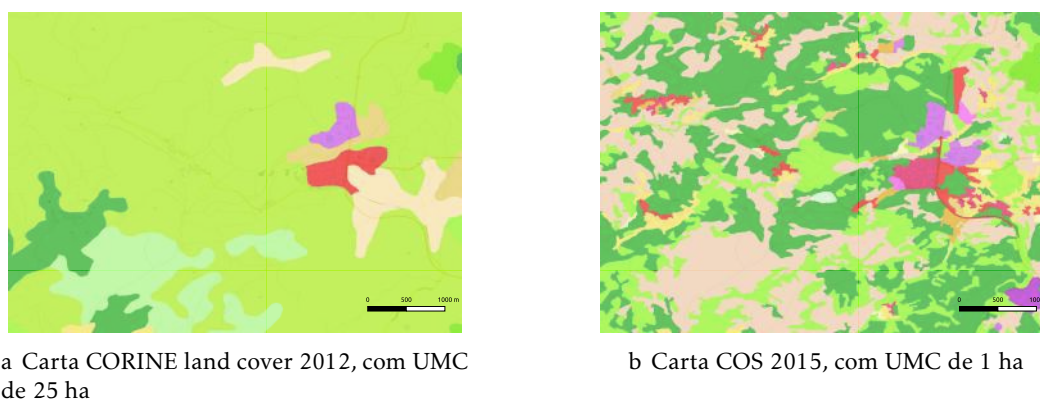 0 500 1000 m
0 500 100
a Carta CORINE land cover 2012, com UMC
de 25 ha
b Carta COS 2015, com UMC de 1 ha